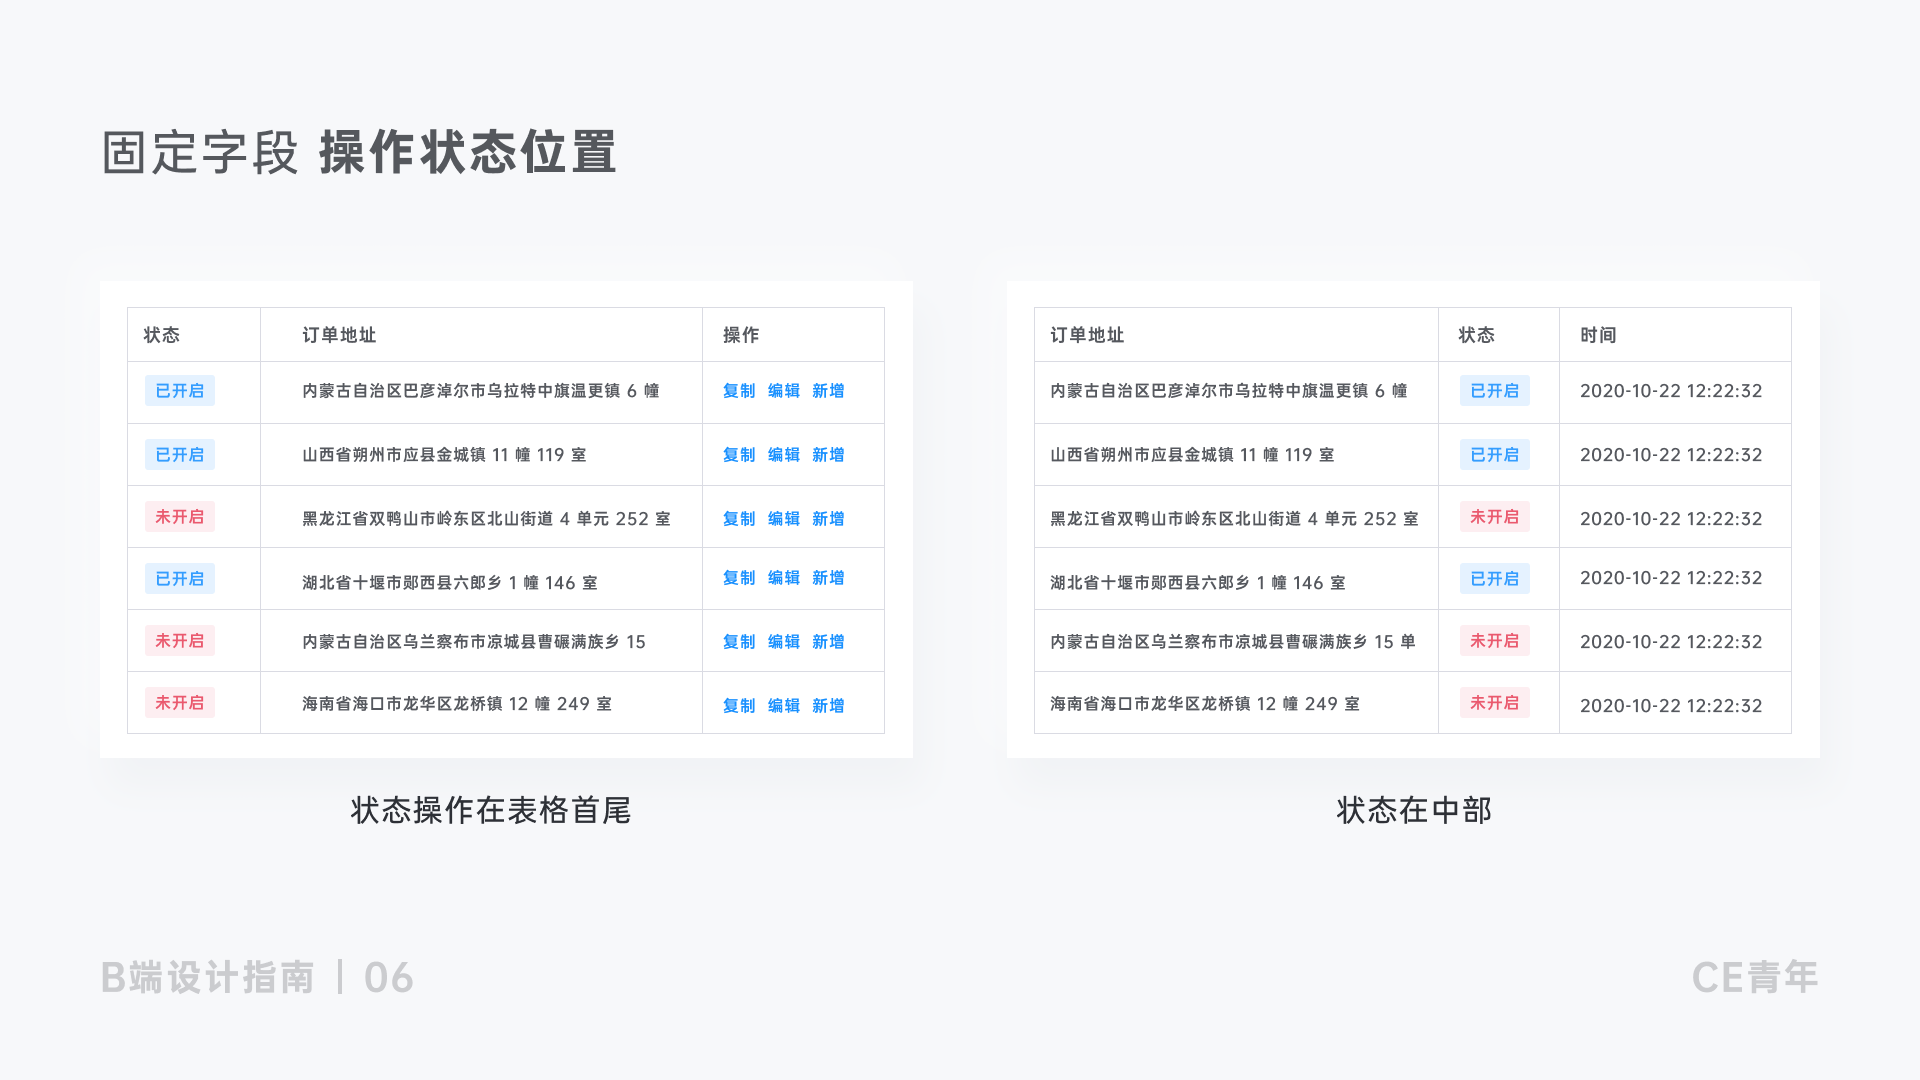 固定字段 操作状态位置
状态 订单地址 操作
已开启 内蒙古自治区巴彦淖尔市乌拉特中旗温更镇 6 幢 复制 编辑 新增
已开启 山西省朔州市应县金城镇 11 幢 119 室 复制 编辑 新增
未开启 黑龙江省双鸭山市岭东区北山街道 4 单元 252 室 复制 编辑 新增
已开启 湖北省十堰市郧西县六郎乡 1 幢 146 室 复制 编辑 新增
未开启 内蒙古自治区乌兰察布市凉城县曹碾满族乡 15 复制 编辑 新增
未开启 海南省海口市龙华区龙桥镇 12 幢 249 室 复制 编辑 新增
状态操作在表格首尾
订单地址 状态 时间
内蒙古自治区巴彦淖尔市乌拉特中旗温更镇 6 幢 已开启 2020-10-22 12:22:32
山西省朔州市应县金城镇 11 幢 119 室 已开启 2020-10-22 12:22:32
黑龙江省双鸭山市岭东区北山街道 4 单元 252 室 未开启 2020-10-22 12:22:32
湖北省十堰市郧西县六郎乡 1 幢 146 室 已开启 2020-10-22 12:22:32
内蒙古自治区乌兰察布市凉城县曹碾满族乡 15 单 未开启 2020-10-22 12:22:32
海南省海口市龙华区龙桥镇 12 幢 249 室 未开启 2020-10-22 12:22:32
状态在中部
B端设计指南 | 06
CE青年